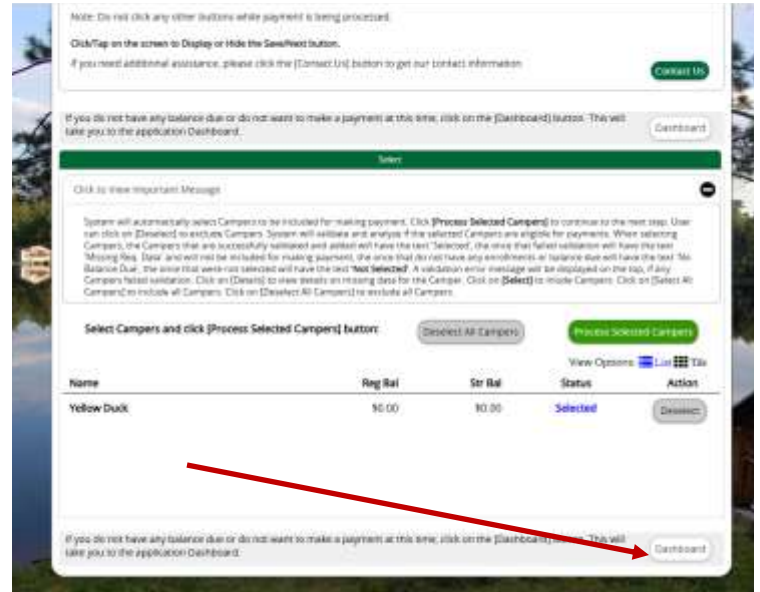 Note: Do not click any other buttons while payment is being processed.
Click/Tap on the screen to Display or Hide the Save/Next button.
If you need additional assistance, please click the [Contact Us] button to get our contact information
Contact Us
If you do not have any balance due or do not want to make a payment at this time, click on the [Dashboard] button. This will
take you to the application Dashboard.
Dashboard
Select
Click to View Important Message
System will automatically select Campers to be included for making payment. Click [Process Selected Campers] to continue to the next step. User
can click on [Deselect] to exclude Campers. System will validate and analyze if the selected Campers are eligible for payments. When selecting
Campers, the Campers that are successfully validated and added will have the text 'Selected', the once that failed validation will have the text
'Missing Req. Data' and will not be included for making payment, the once that do not have any enrollments or balance due will have the text 'No
Balance Due', the once that were not selected will have the text 'Not Selected'. A validation error message will be displayed on the top, if any
Campers failed validation. Click on [Details] to view details on missing data for the Camper. Click on [Select] to include Campers. Click on [Select All
Campers] to include all Campers. Click on [Deselect All Campers] to exclude all Campers.
Select Campers and click [Process Selected Campers] button:
Deselect All Campers
Process Selected Campers
View Options: List Tile
Name Reg Bal Str Bal Status Action
Yellow Duck $0.00 $0.00 Selected Deselect
If you do not have any balance due or do not want to make a payment at this time, click on the [Dashboard] button. This will
take you to the application Dashboard.
Dashboard